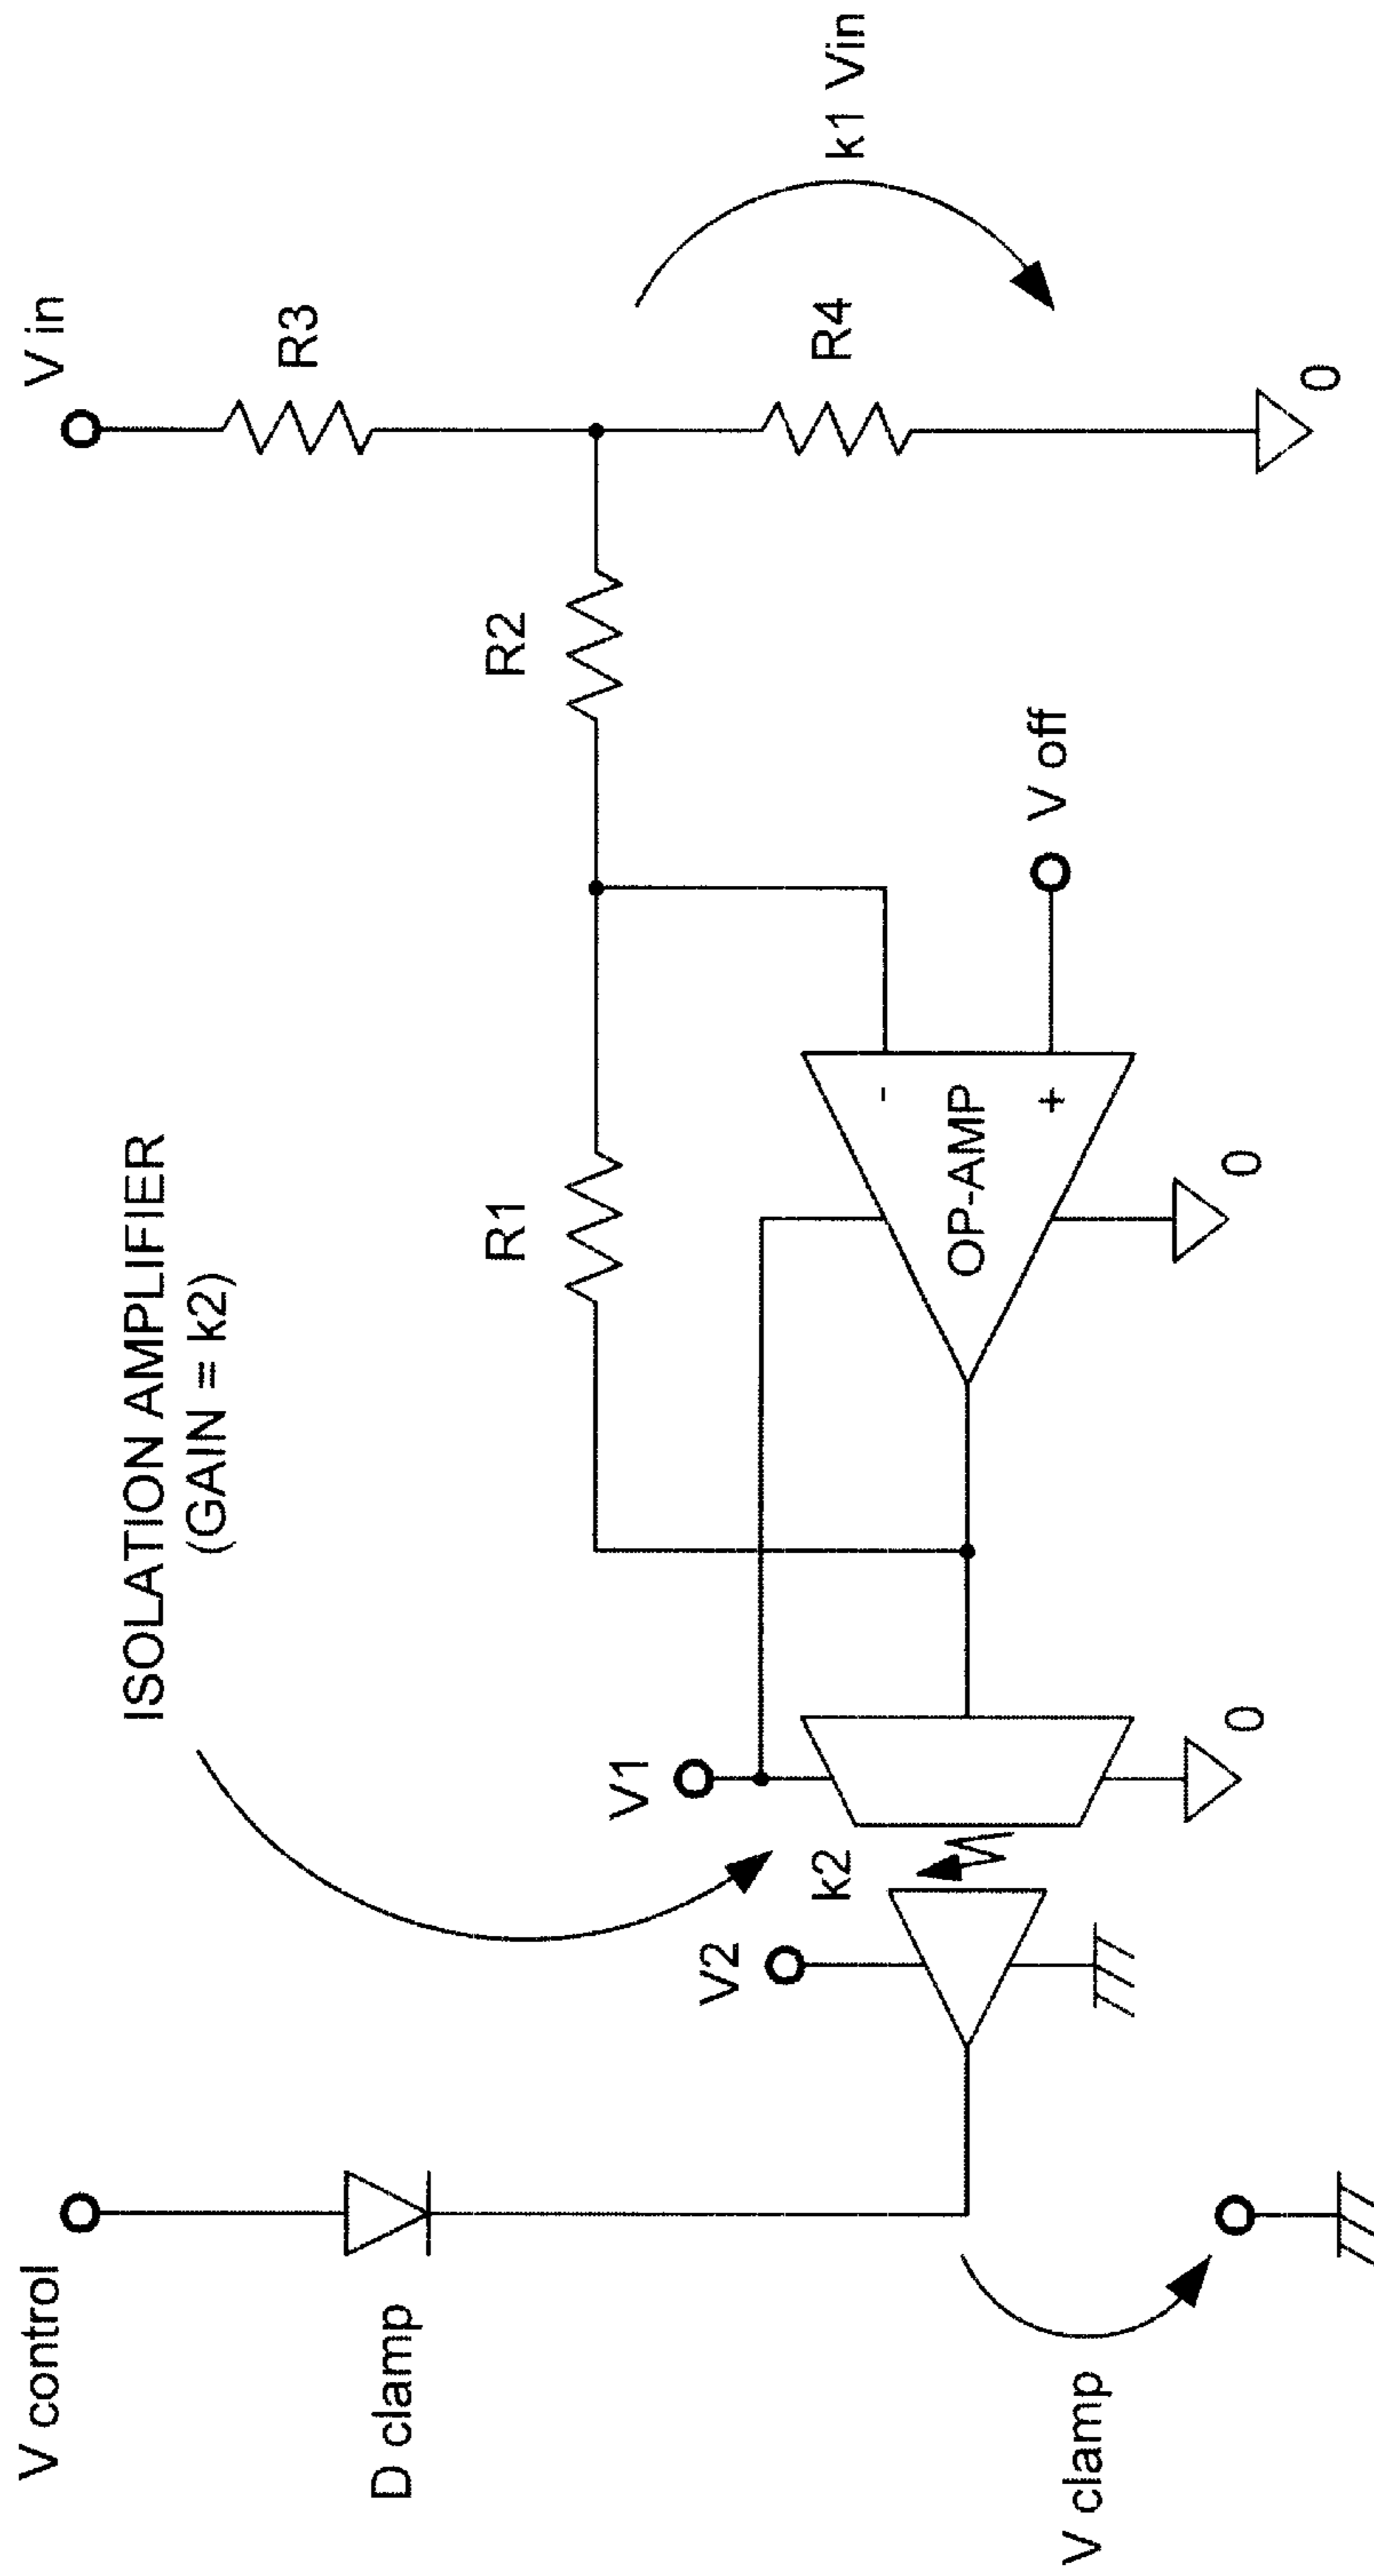 V control
D clamp
V clamp
ISOLATION AMPLIFIER
(GAIN = k2)
V2
k2
V1
0
R1
OP-AMP
-
+
0
V off
R2
V in
R3
R4
0
k1 Vin